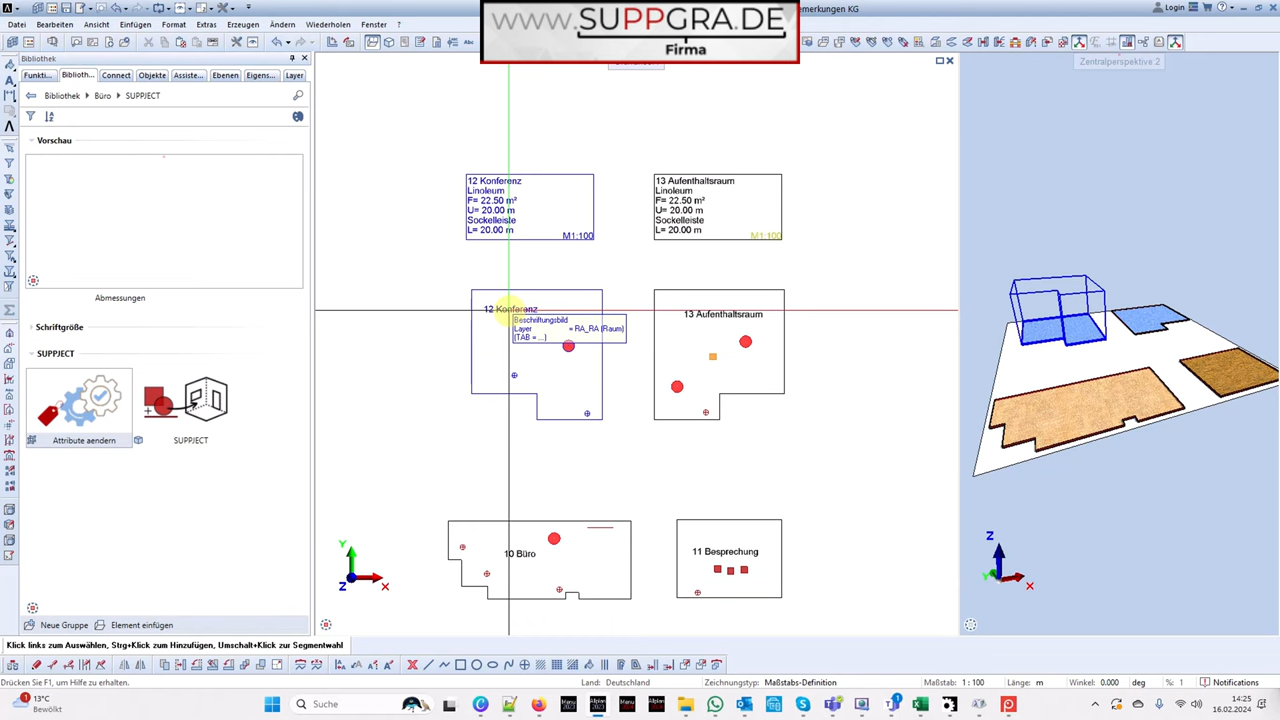 www.SUPPGRA.DE
Firma
emerkungen KG
Login
Datei
Bearbeiten
Ansicht
Einfügen
Format
Extras
Erzeugen
Ändern
Wiederholen
Fenster
Bibliothek
Funkti...
Biblioth...
Connect
Objekte
Assiste...
Ebenen
Eigens...
Layer
Bibliothek
Büro
SUPPJECT
Vorschau
Abmessungen
Schriftgröße
SUPPJECT
Attribute aendern
SUPPJECT
Neue Gruppe
Element einfügen
Zentralperspektive:2
12 Konferenz
Linoleum
F= 22.50 m²
U= 20.00 m
Sockelleiste
L= 20.00 m
M1:100
13 Aufenthaltsraum
Linoleum
F= 22.50 m²
U= 20.00 m
Sockelleiste
L= 20.00 m
M1:100
12 Konferenz
Beschriftungsbild
Layer = RA_RA (Raum)
(TAB = ...)
13 Aufenthaltsraum
10 Büro
11 Besprechung
Y
Z
X
Z
Y
X
Klick links zum Auswählen, Strg+Klick zum Hinzufügen, Umschalt+Klick zur Segmentwahl
Drücken Sie F1, um Hilfe zu erhalten.
Land:
Deutschland
Zeichnungstyp:
Maßstabs-Definition
Maßstab:
1 : 100
Länge:
m
Winkel:
0.000
deg
%: 1
Notifications
13°C
Bewölkt
Suche
14:25
16.02.2024